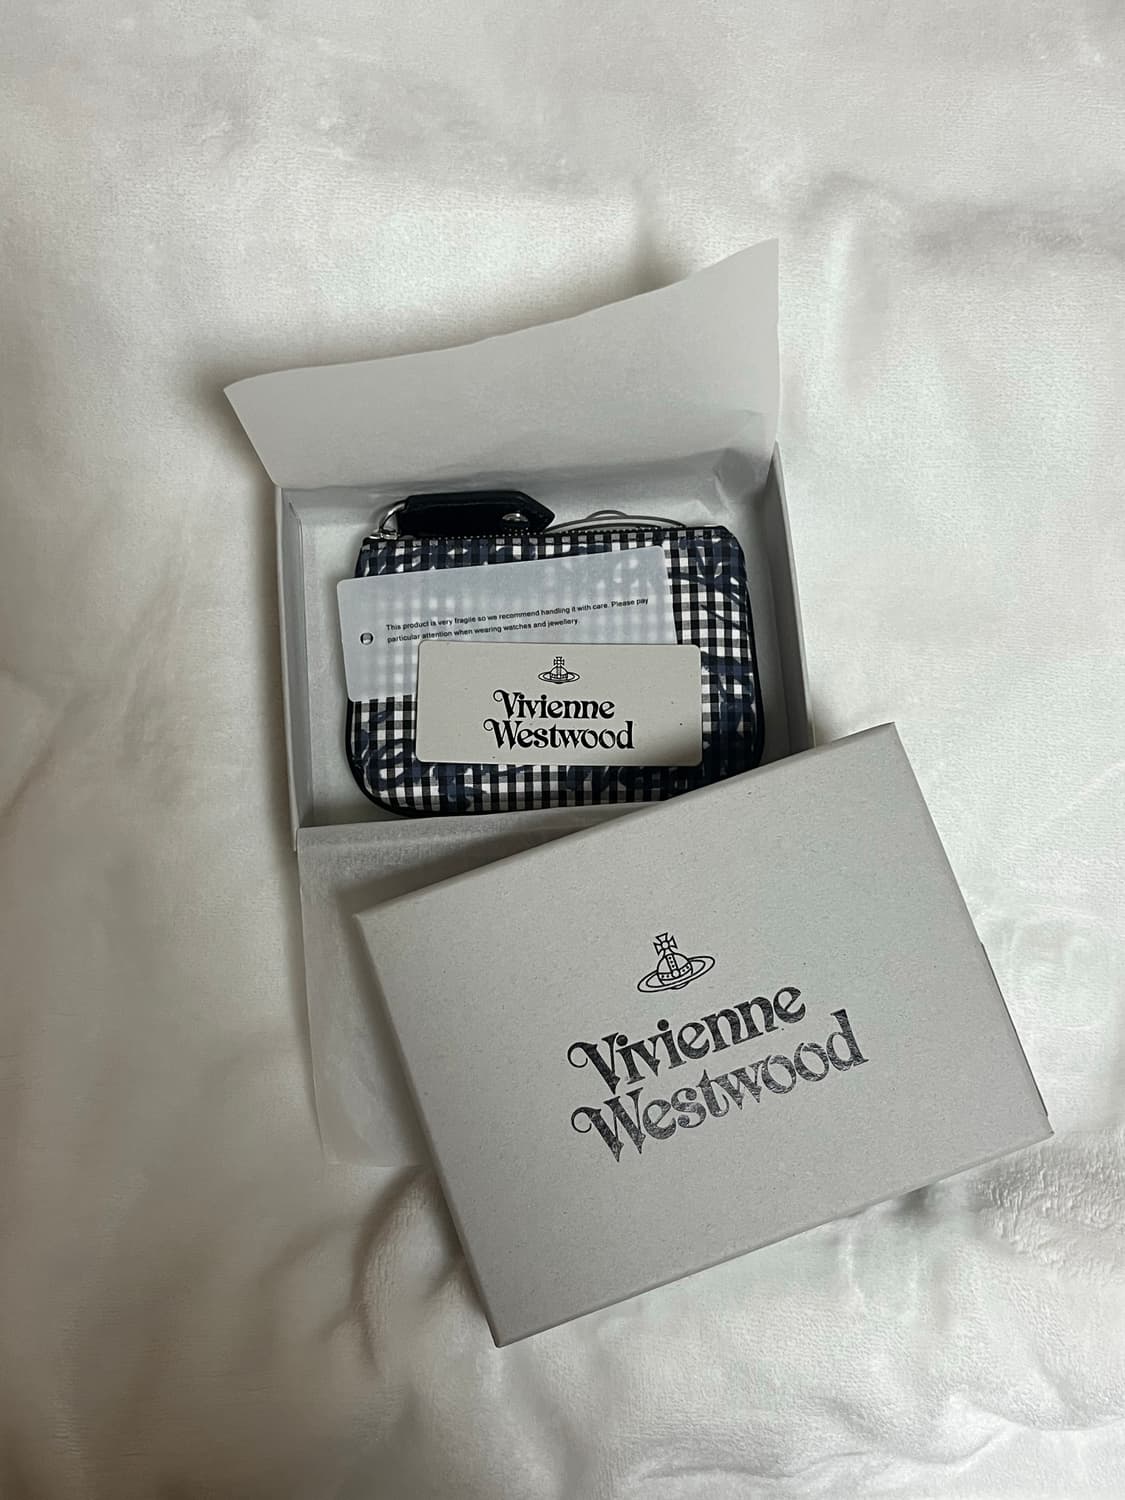 This product is very fragile so we recommend handling it with care. Please pay
particular attention when wearing watches and jewellery.
Vivienne
Westwood
Vivienne
Westwood